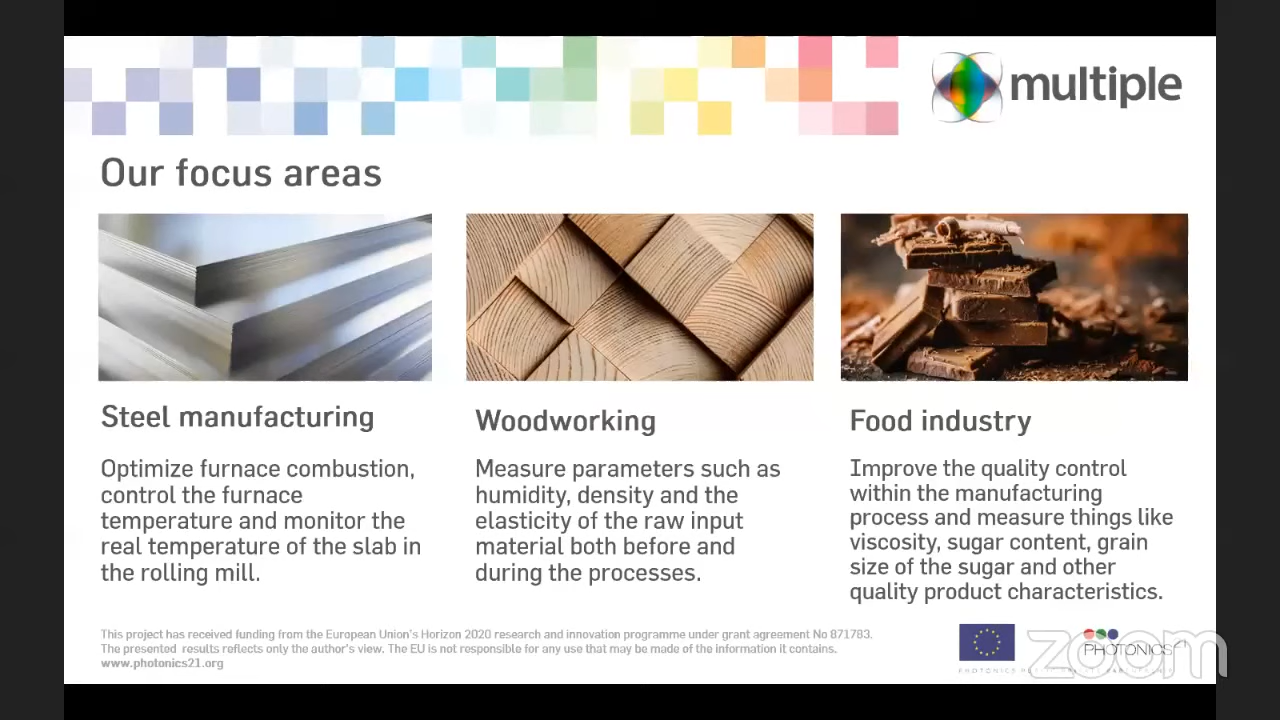 multiple
Our focus areas
Steel manufacturing
Optimize furnace combustion,
control the furnace
temperature and monitor the
real temperature of the slab in
the rolling mill.
Woodworking
Measure parameters such as
humidity, density and the
elasticity of the raw input
material both before and
during the processes.
Food industry
Improve the quality control
within the manufacturing
process and measure things like
viscosity, sugar content, grain
size of the sugar and other
quality product characteristics.
This project has received funding from the European Union's Horizon 2020 research and innovation programme under grant agreement No 871783.
The presented results reflects only the author's view. The EU is not responsible for any use that may be made of the information it contains.
www.photonics21.org
PHOTONICS21
zoom